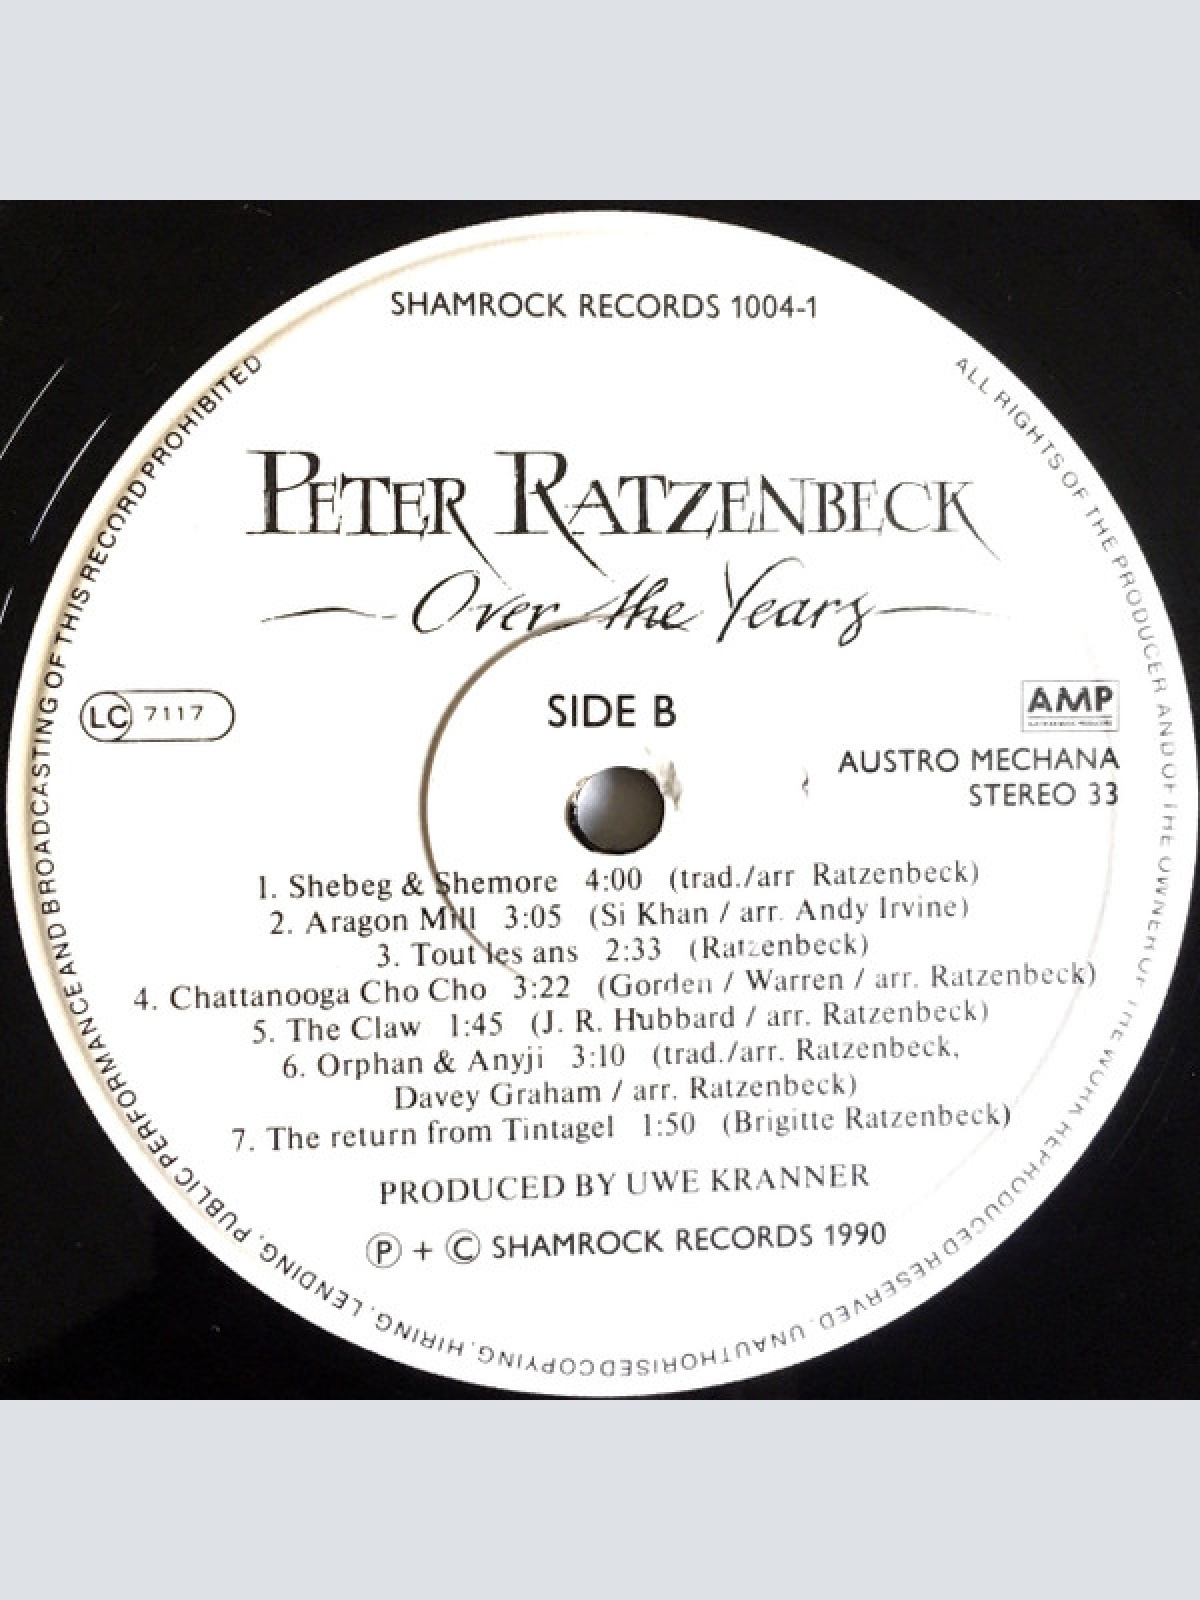 SHAMROCK RECORDS 1004-1
PETER RATZENBECK
Over the Years
LC 7117
SIDE B
AMP
AUSTRO MECHANA
STEREO 33
1. Shebeg & Shemore 4:00 (trad./arr Ratzenbeck)
2. Aragon Mill 3:05 (Si Khan / arr. Andy Irvine)
3. Tout les ans 2:33 (Ratzenbeck)
4. Chattanooga Cho Cho 3:22 (Gorden / Warren / arr. Ratzenbeck)
5. The Claw 1:45 (J. R. Hubbard / arr. Ratzenbeck)
6. Orphan & Anyji 3:10 (trad./arr. Ratzenbeck,
Davey Graham / arr. Ratzenbeck)
7. The return from Tintagel 1:50 (Brigitte Ratzenbeck)
PRODUCED BY UWE KRANNER
Ⓟ + © SHAMROCK RECORDS 1990
ALL RIGHTS OF THE PRODUCER AND OF THE OWNER OF THE WORK REPRODUCED RESERVED. UNAUTHORISED COPYING, HIRING, LENDING, PUBLIC PERFORMANCE AND BROADCASTING OF THIS RECORD PROHIBITED